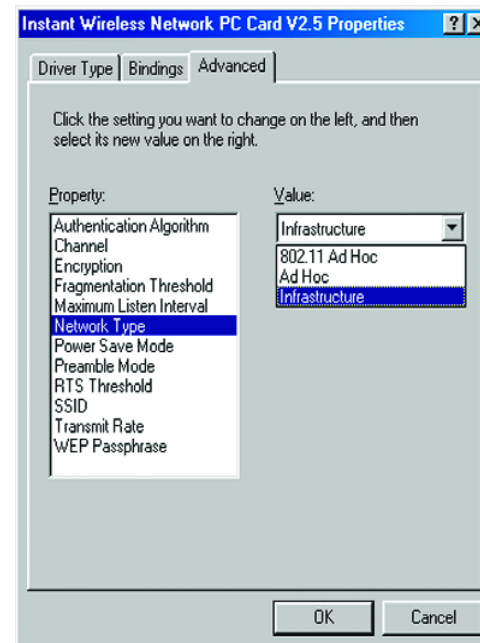 Instant Wireless Network PC Card V2.5 Properties
Driver Type Bindings Advanced
Click the setting you want to change on the left, and then
select its new value on the right.
Property:
Authentication Algorithm
Channel
Encryption
Fragmentation Threshold
Maximum Listen Interval
Network Type
Power Save Mode
Preamble Mode
RTS Threshold
SSID
Transmit Rate
WEP Passphrase
Value:
Infrastructure
802.11 Ad Hoc
Ad Hoc
Infrastructure
OK Cancel